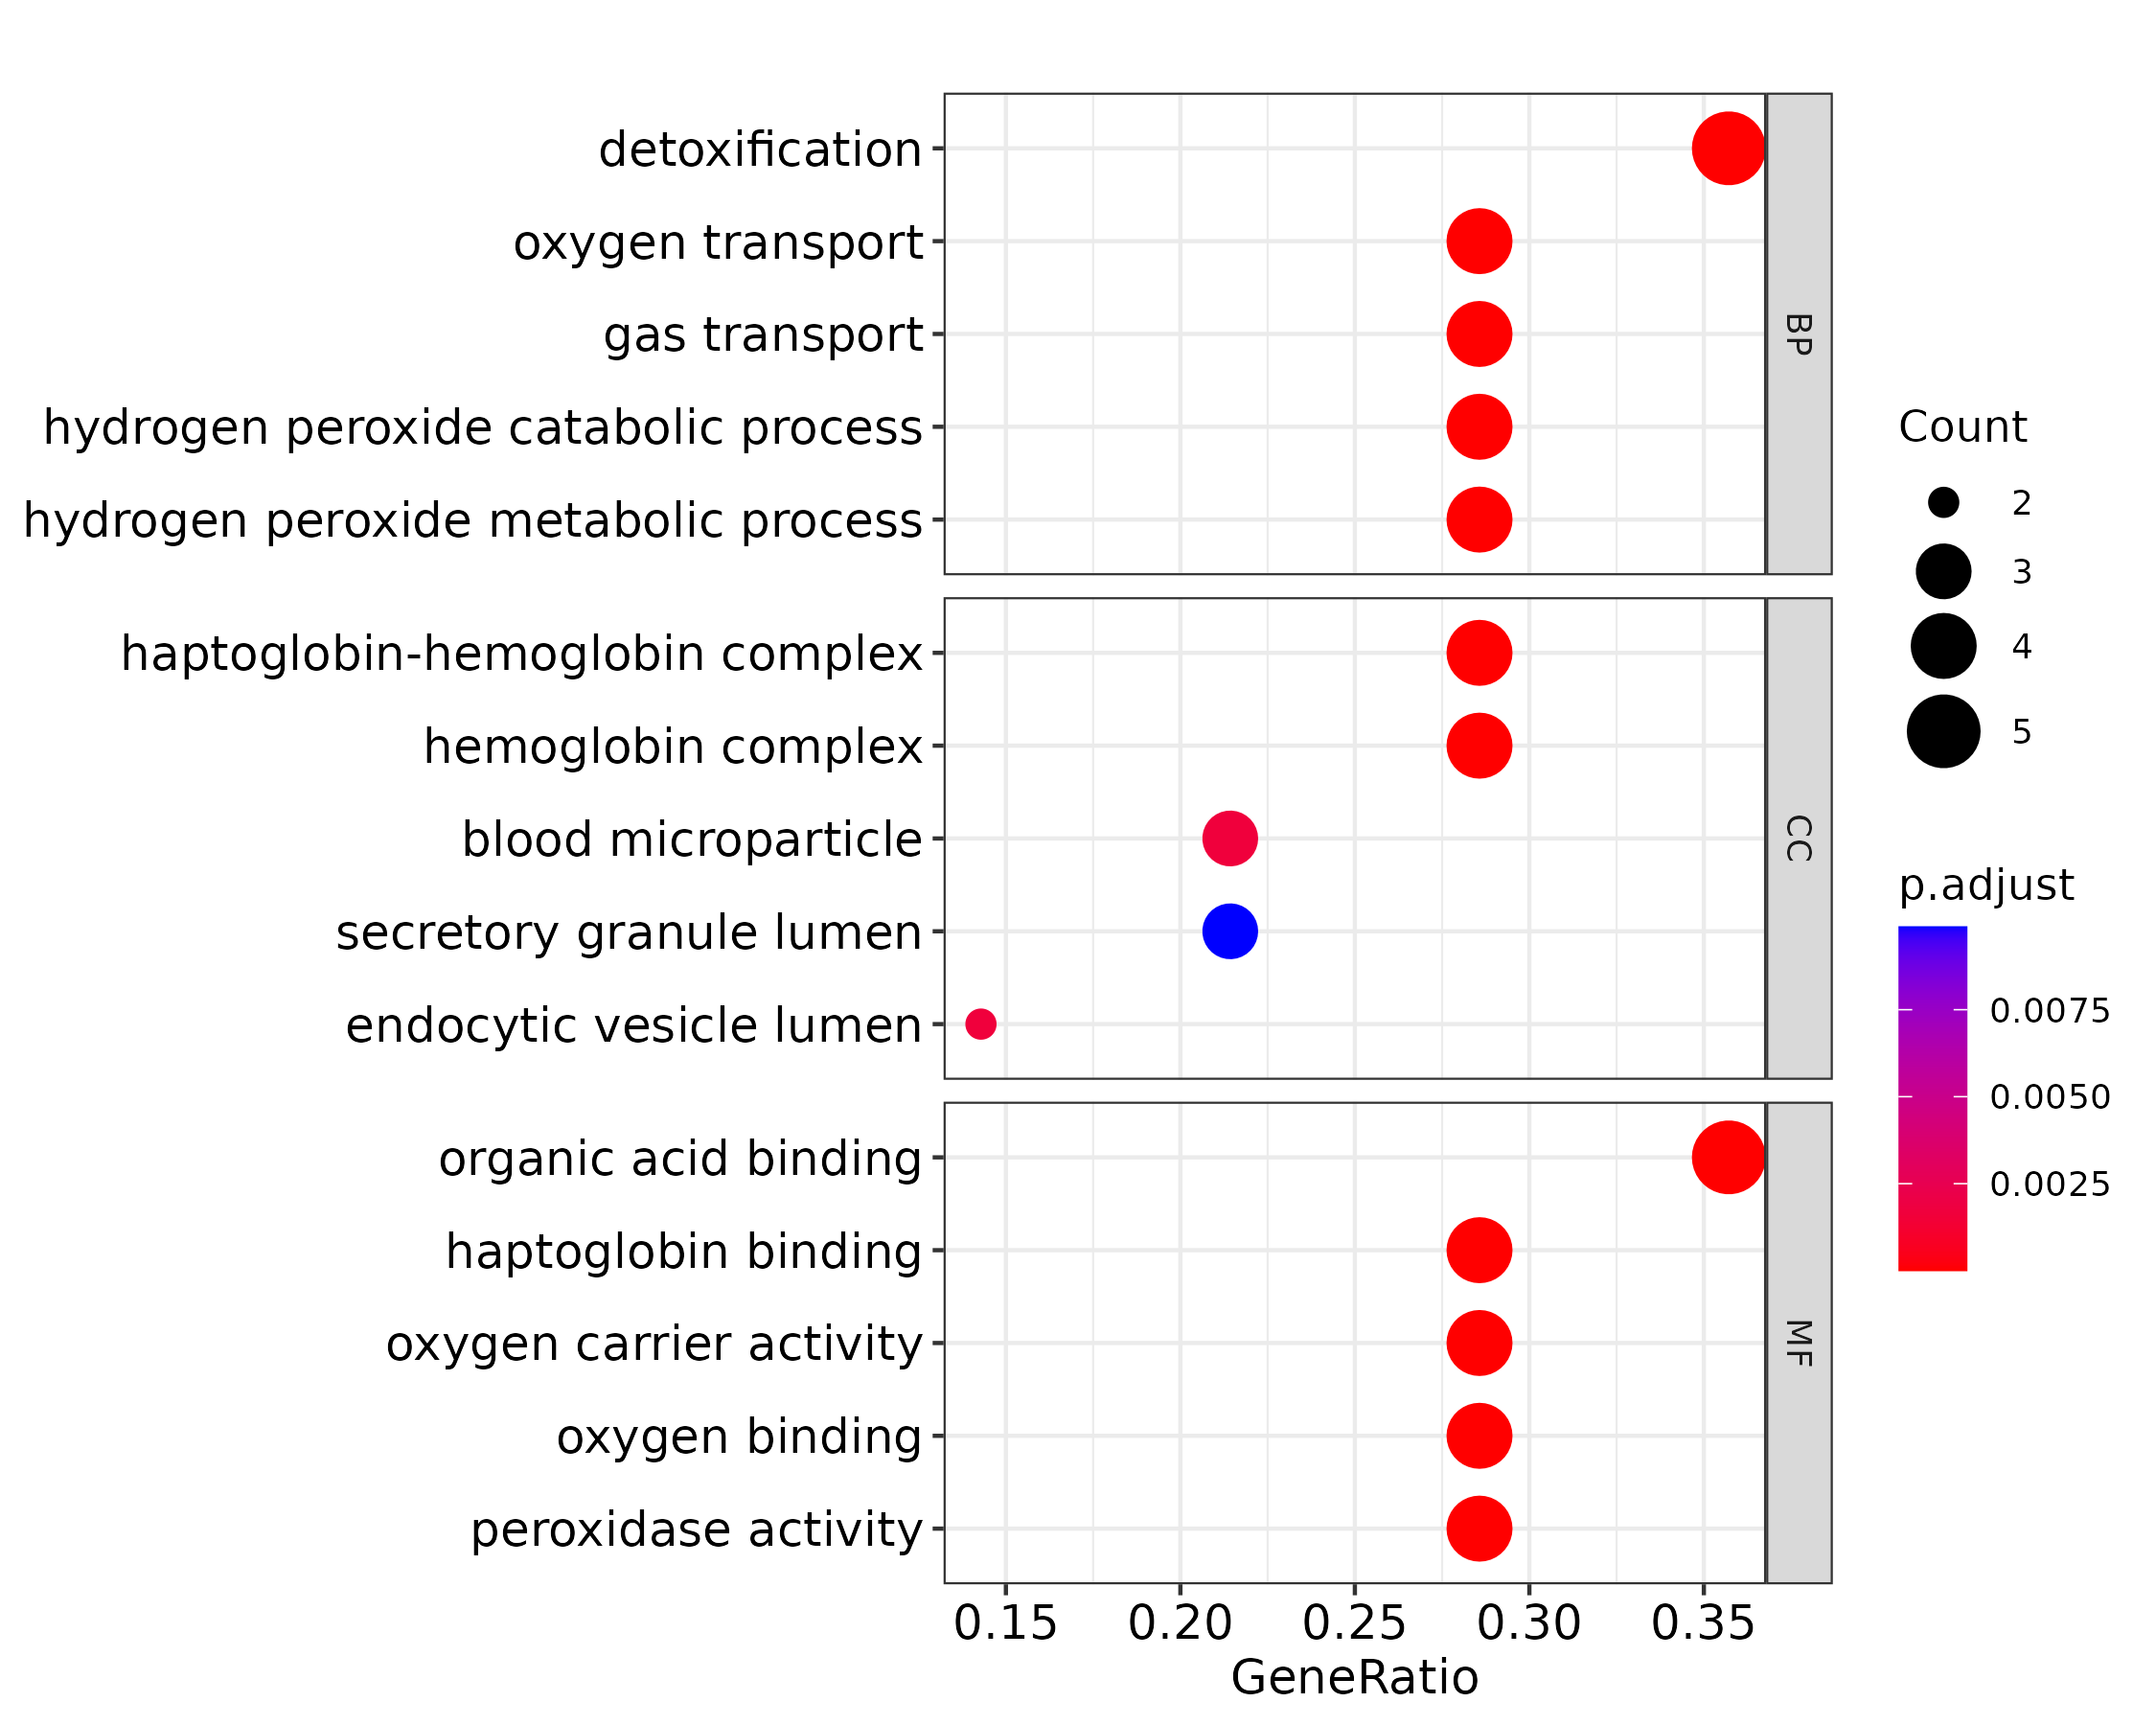 detoxification
oxygen transport
gas transport
hydrogen peroxide catabolic process
hydrogen peroxide metabolic process
BP
haptoglobin-hemoglobin complex
hemoglobin complex
blood microparticle
secretory granule lumen
endocytic vesicle lumen
CC
organic acid binding
haptoglobin binding
oxygen carrier activity
oxygen binding
peroxidase activity
MF
0.15 0.20 0.25 0.30 0.35
GeneRatio
Count
2
3
4
5
p.adjust
0.0075
0.0050
0.0025